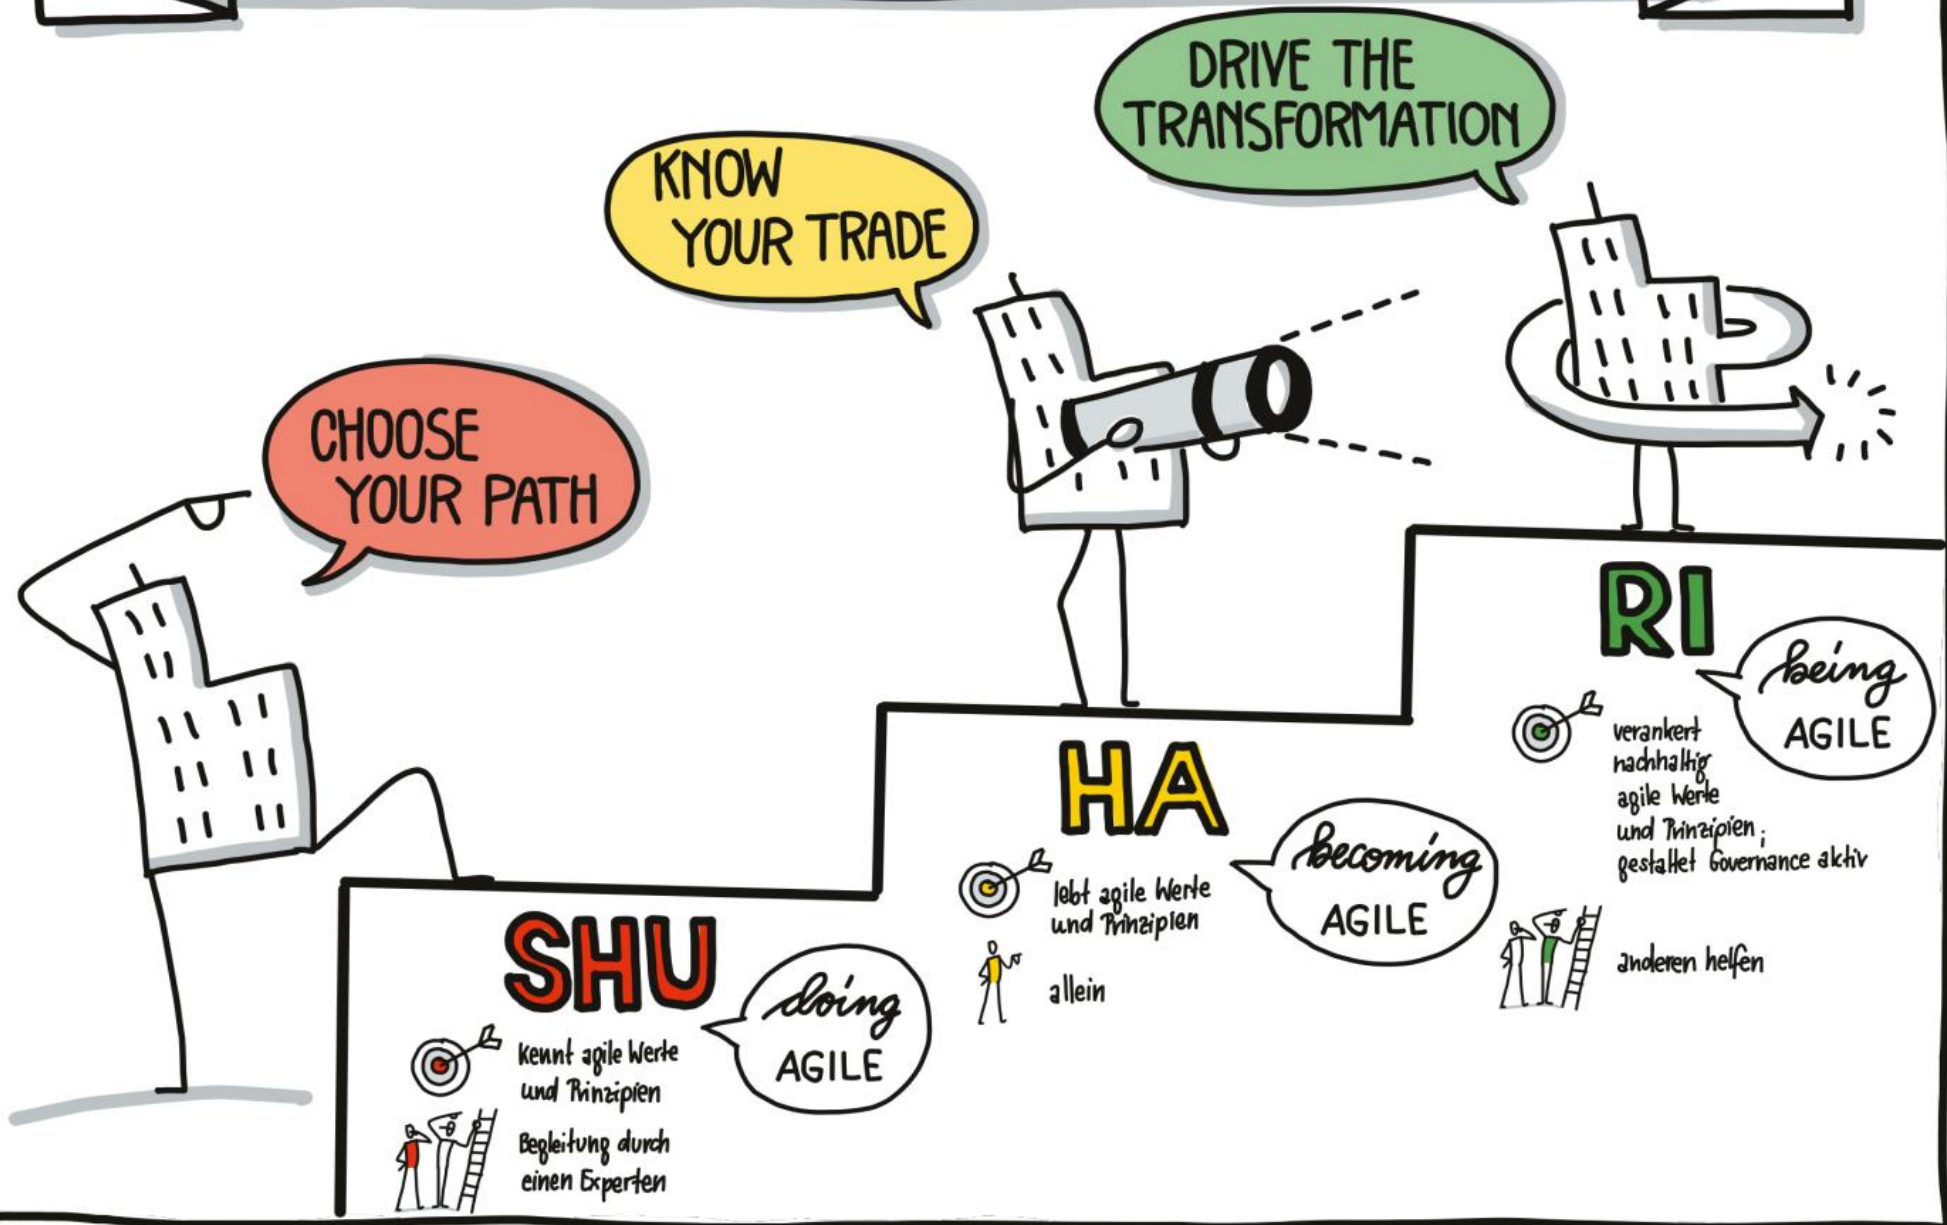 CHOOSE
YOUR PATH
KNOW
YOUR TRADE
DRIVE THE
TRANSFORMATION
SHU
doing
AGILE
kennt agile Werte
und Prinzipien
Begleitung durch
einen Experten
HA
becoming
AGILE
lebt agile Werte
und Prinzipien
allein
RI
being
AGILE
verankert
nachhaltig
agile Werte
und Prinzipien;
gestaltet Governance aktiv
anderen helfen